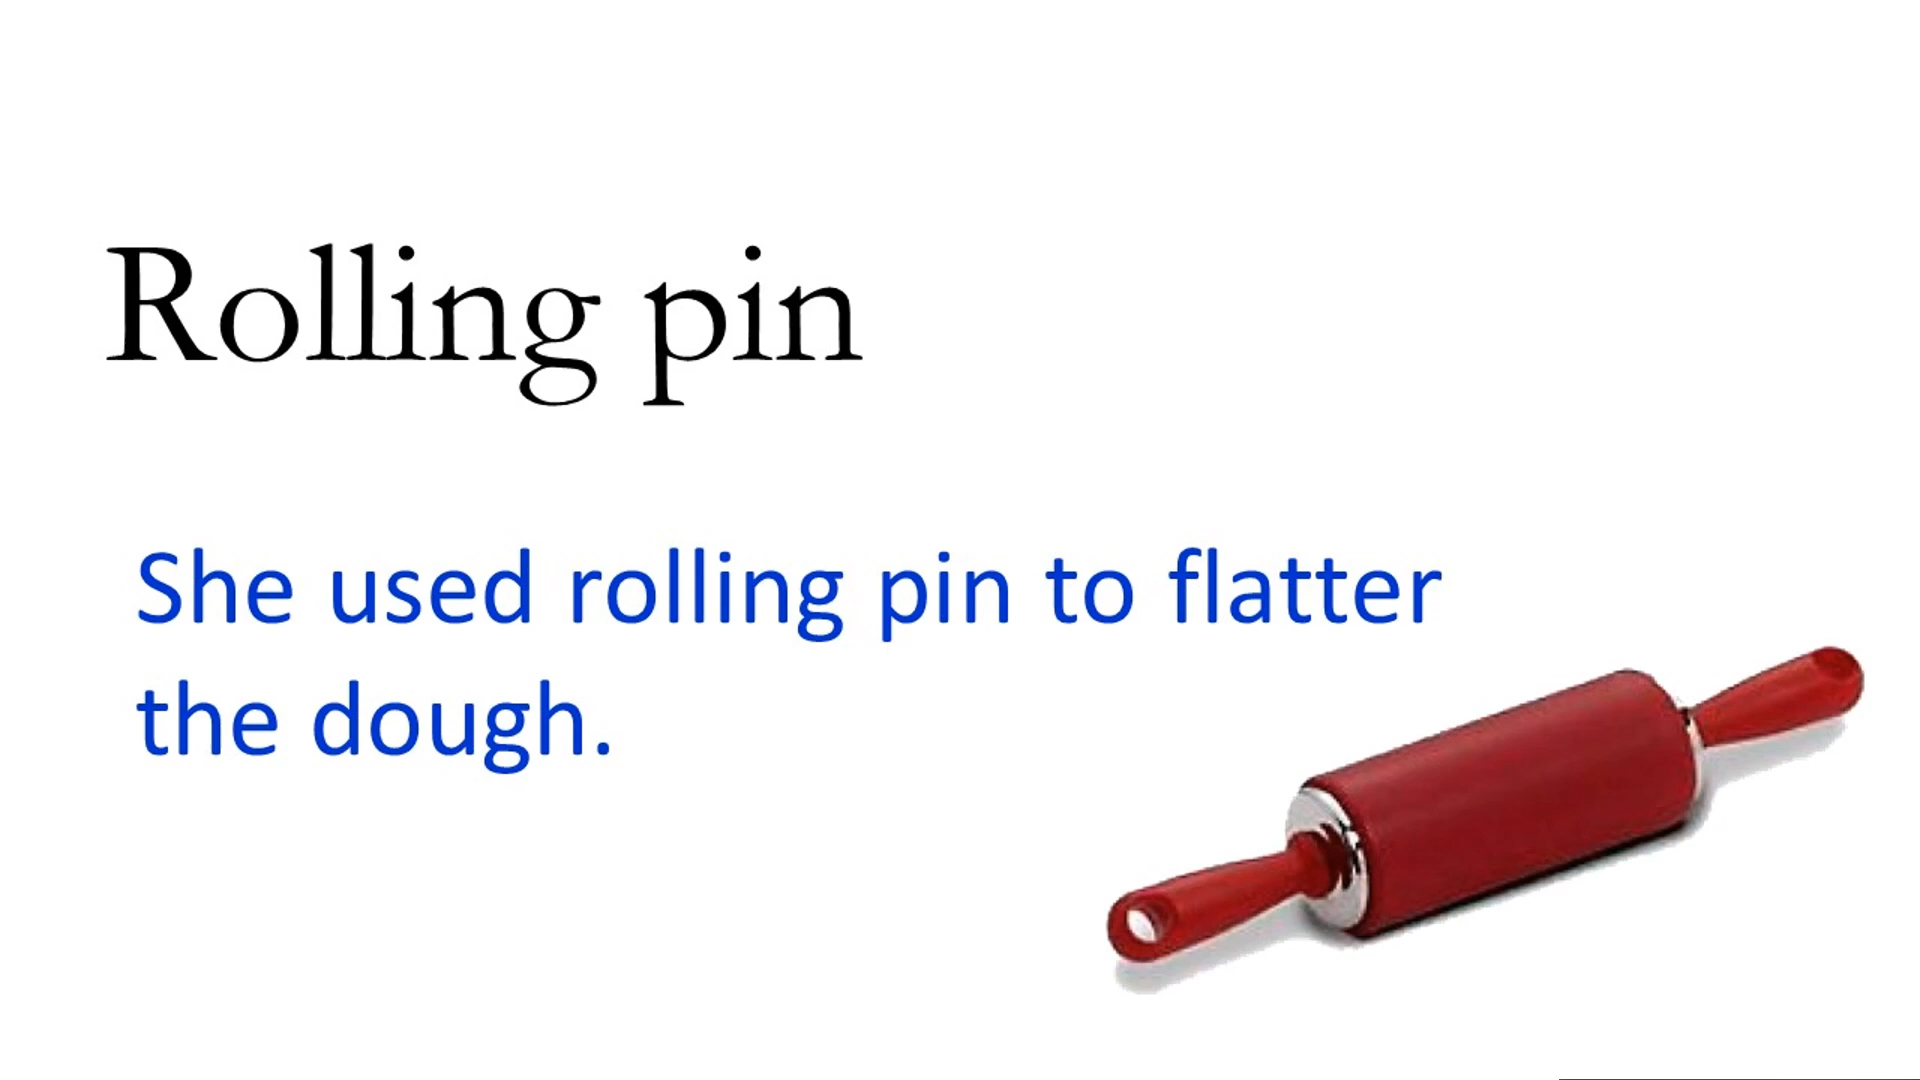 Rolling pin
She used rolling pin to flatter
the dough.